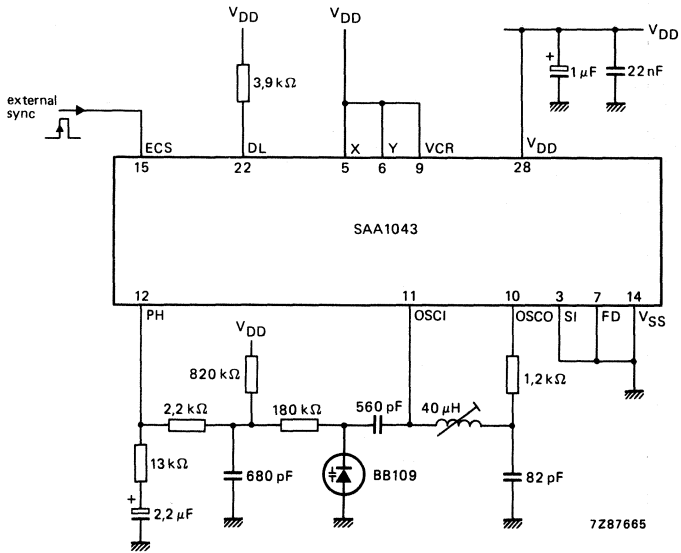 V_DD
V_DD
V_DD
+
1 μF
22 nF
3,9 kΩ
external
sync
ECS
DL
X
Y
VCR
V_DD
15
22
5
6
9
28
SAA1043
12
11
10
3
7
14
PH
OSCI
OSCO
SI
FD
V_SS
V_DD
820 kΩ
1,2 kΩ
2,2 kΩ
180 kΩ
560 pF
40 μH
13 kΩ
680 pF
BB109
82 pF
+
2,2 μF
7Z87665